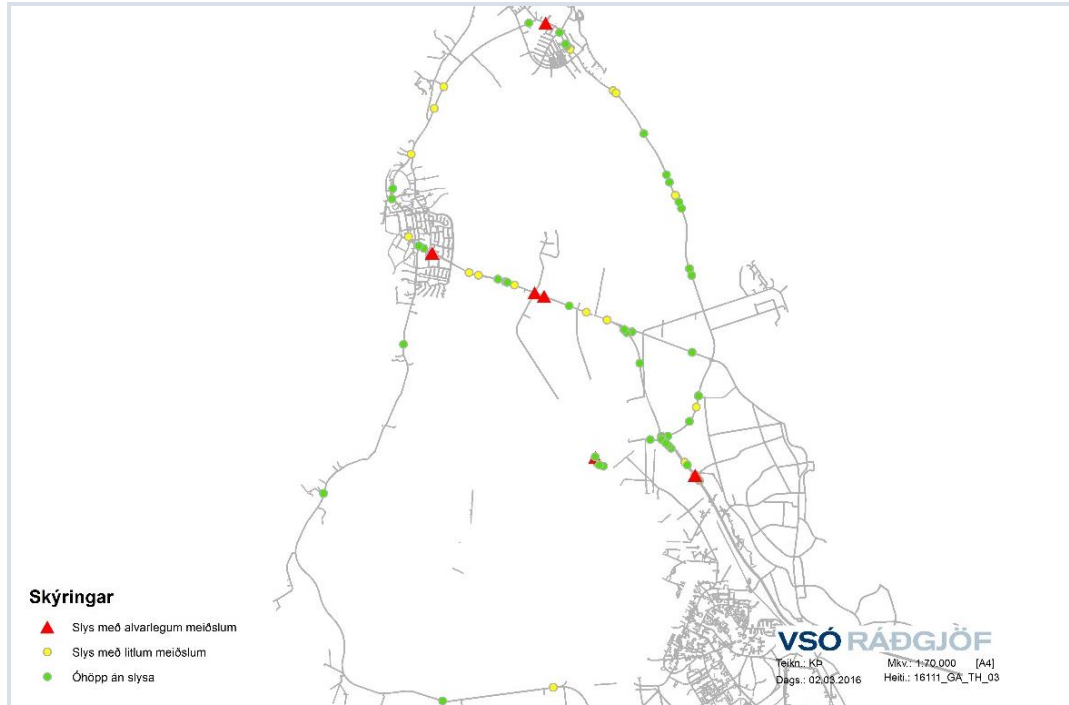 Skýringar
Slys með alvarlegum meiðslum
Slys með litlum meiðslum
Óhöpp án slysa
VSÓ RÁÐGJÖF
Teikn.: KÞ Mkv.: 1:70.000 [A4]
Dags.: 02.03.2016 Heiti.: 16111_GA_TH_03